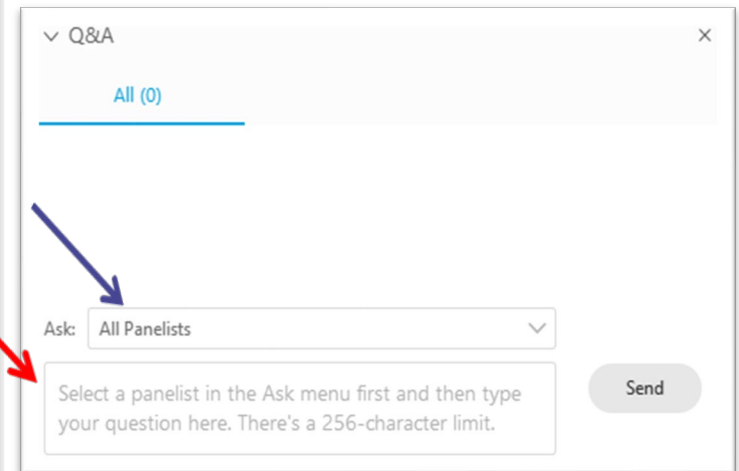 Q&A
All (0)
Ask: All Panelists
Select a panelist in the Ask menu first and then type
your question here. There's a 256-character limit.
Send